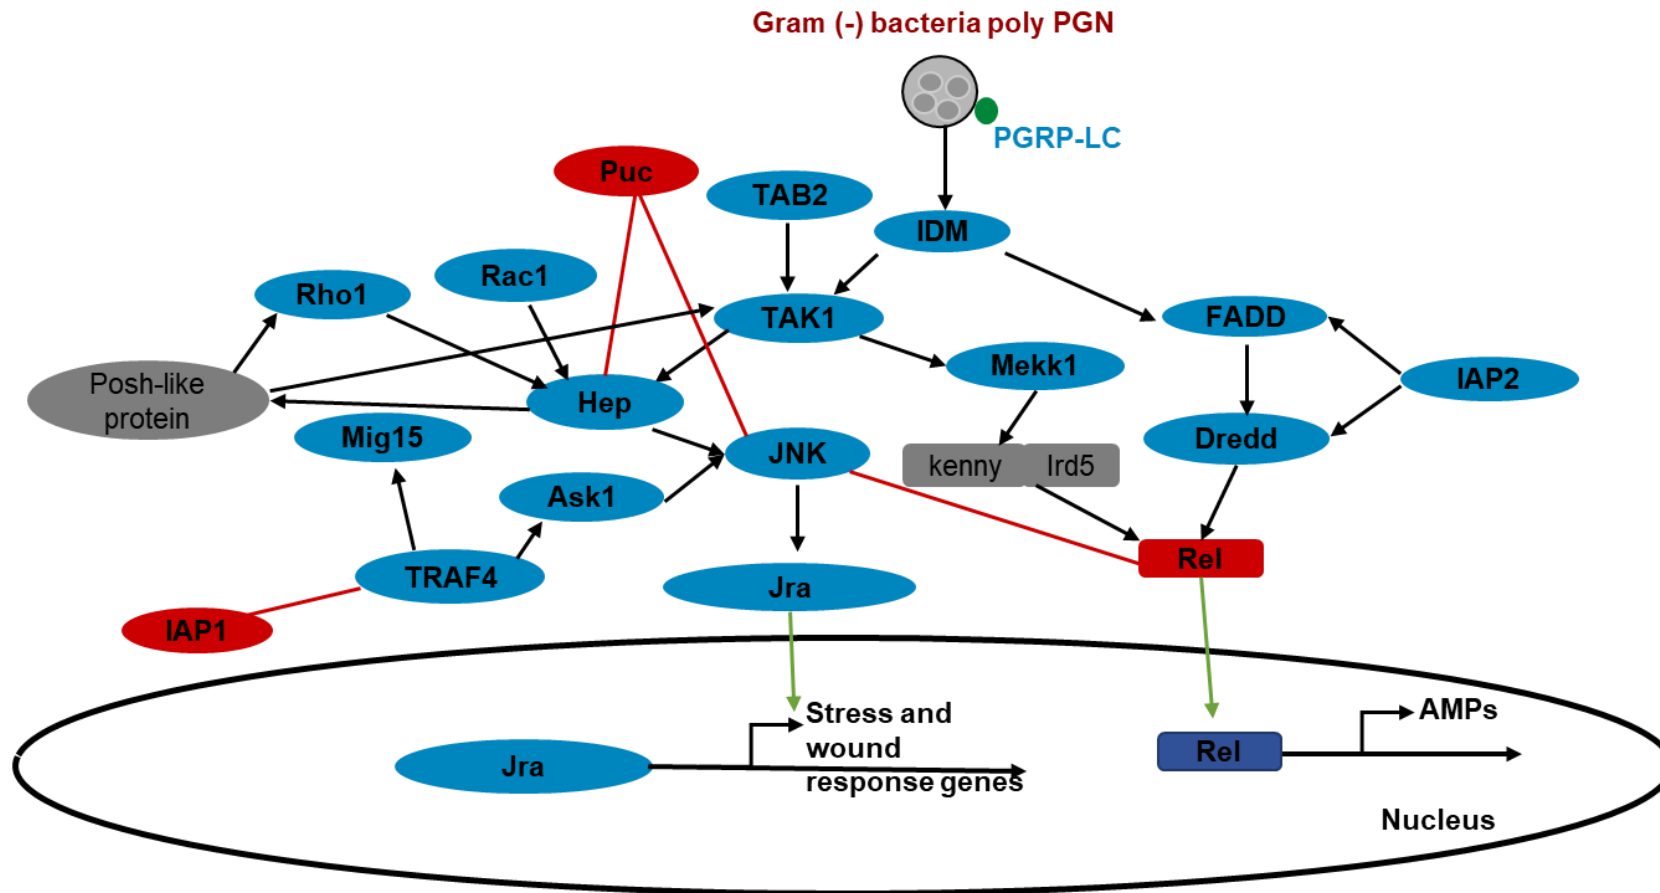 Gram (-) bacteria poly PGN
PGRP-LC
Puc
TAB2
IDM
Rac1
Rho1
TAK1
FADD
Mekk1
IAP2
Posh-like
protein
Hep
Mig15
JNK
Dredd
kenny
Ird5
Ask1
Rel
TRAF4
Jra
IAP1
Stress and
wound
response genes
AMPs
Jra
Rel
Nucleus